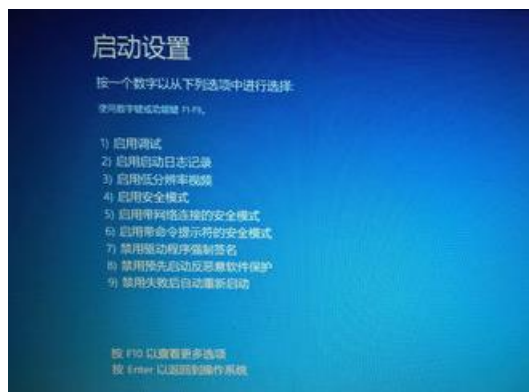 启动设置
按一个数字以从下列选项中进行选择:
使用数字键或功能键 F1-F9。
1) 启用调试
2) 启用启动日志记录
3) 启用低分辨率视频
4) 启用安全模式
5) 启用带网络连接的安全模式
6) 启用带命令提示符的安全模式
7) 禁用驱动程序强制签名
8) 禁用预先启动反恶意软件保护
9) 禁用失败后自动重新启动
按 F10 以查看更多选项
按 Enter 以返回到操作系统